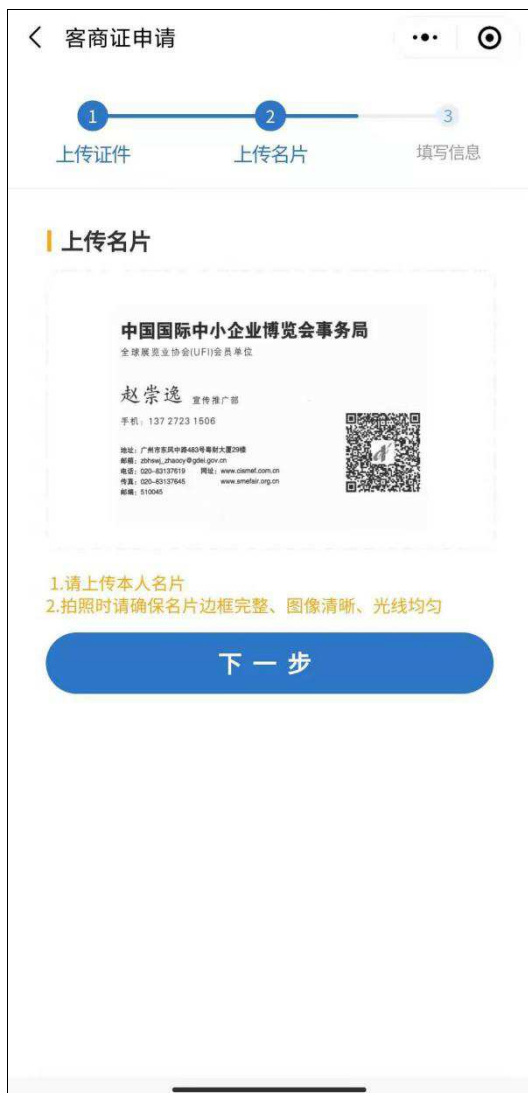 客商证申请
1
2
3
上传证件
上传名片
填写信息
上传名片
中国国际中小企业博览会事务局
全球展览业协会(UFI)会员单位
赵崇逸 宣传推广部
手机：137 2723 1506
地址：广州市东风中路483号粤财大厦29楼
邮箱：zbhswj_zhaocy@gdei.gov.cn
电话：020-83137619 网址：www.cismef.com.cn
传真：020-83137645 www.smefair.org.cn
邮编：510045
1.请上传本人名片
2.拍照时请确保名片边框完整、图像清晰、光线均匀
下一步